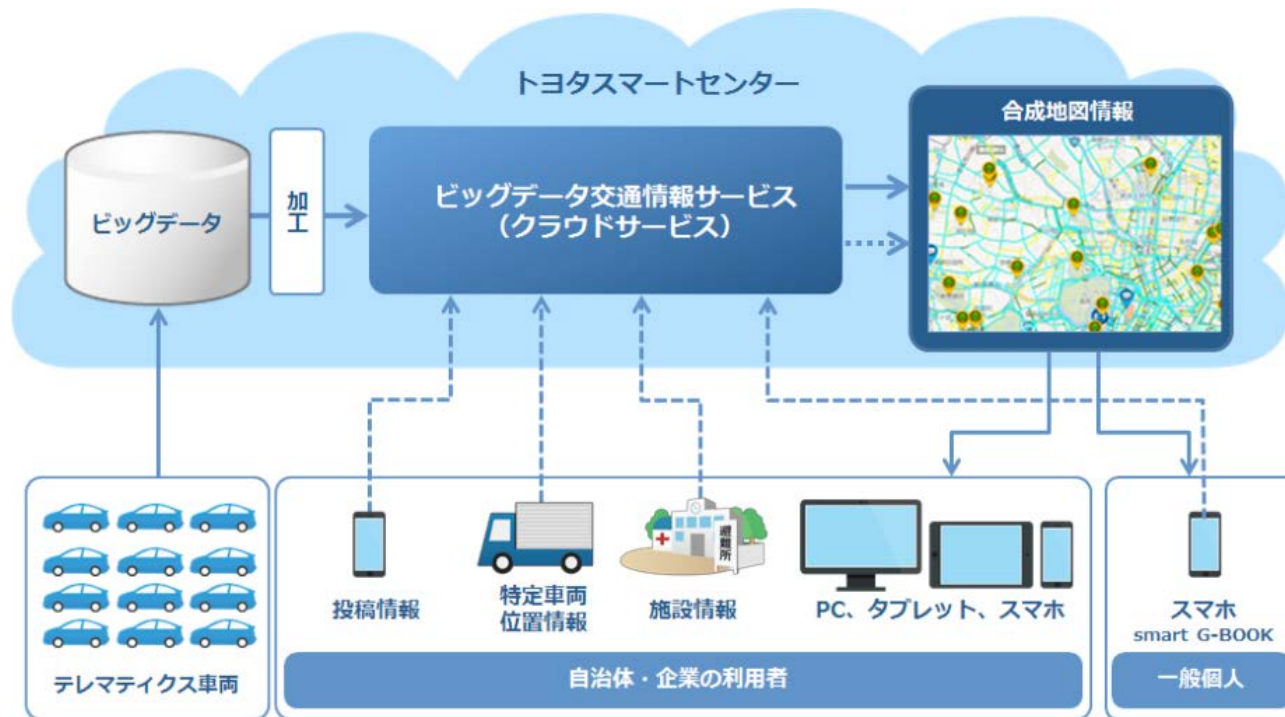 トヨタスマートセンター
合成地図情報
ビッグデータ
加工
ビッグデータ交通情報サービス
（クラウドサービス）
避難所
投稿情報
特定車両
位置情報
施設情報
PC、タブレット、スマホ
スマホ
smart G-BOOK
テレマティクス車両
自治体・企業の利用者
一般個人